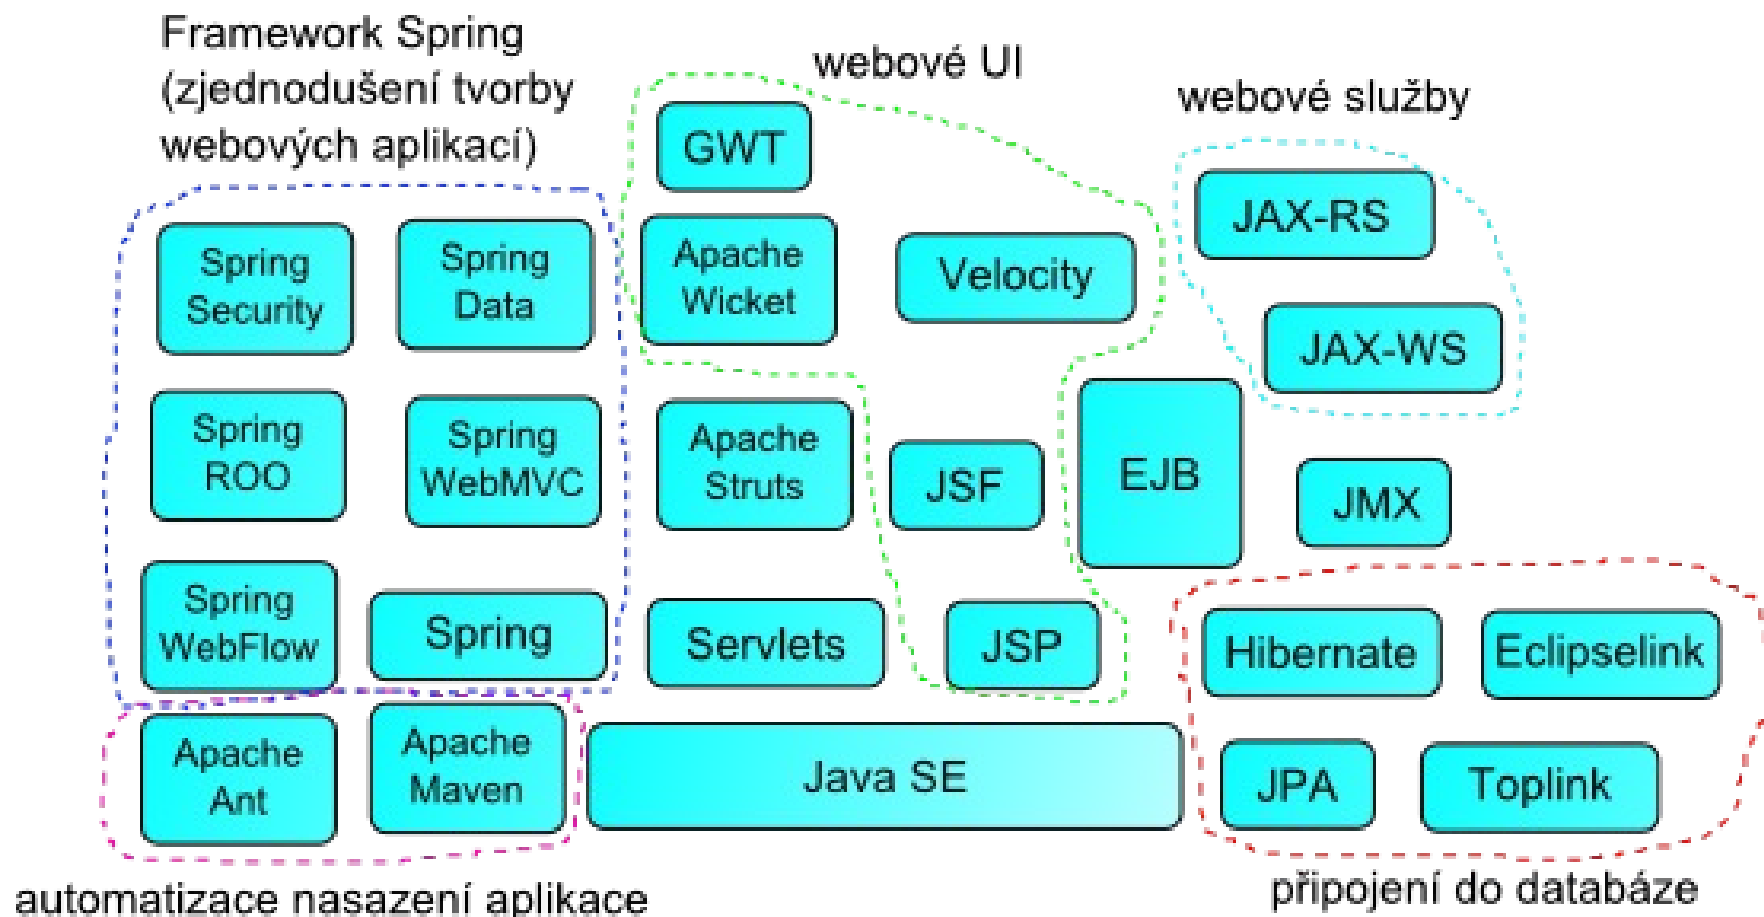 Framework Spring
(zjednodušení tvorby
webových aplikací)
webové UI
webové služby
GWT
JAX-RS
Spring
Security
Spring
Data
Apache
Wicket
Velocity
JAX-WS
Spring
ROO
Spring
WebMVC
Apache
Struts
JSF
EJB
JMX
Spring
WebFlow
Spring
Servlets
JSP
Hibernate
Eclipselink
Apache
Ant
Apache
Maven
Java SE
JPA
Toplink
automatizace nasazení aplikace
připojení do databáze